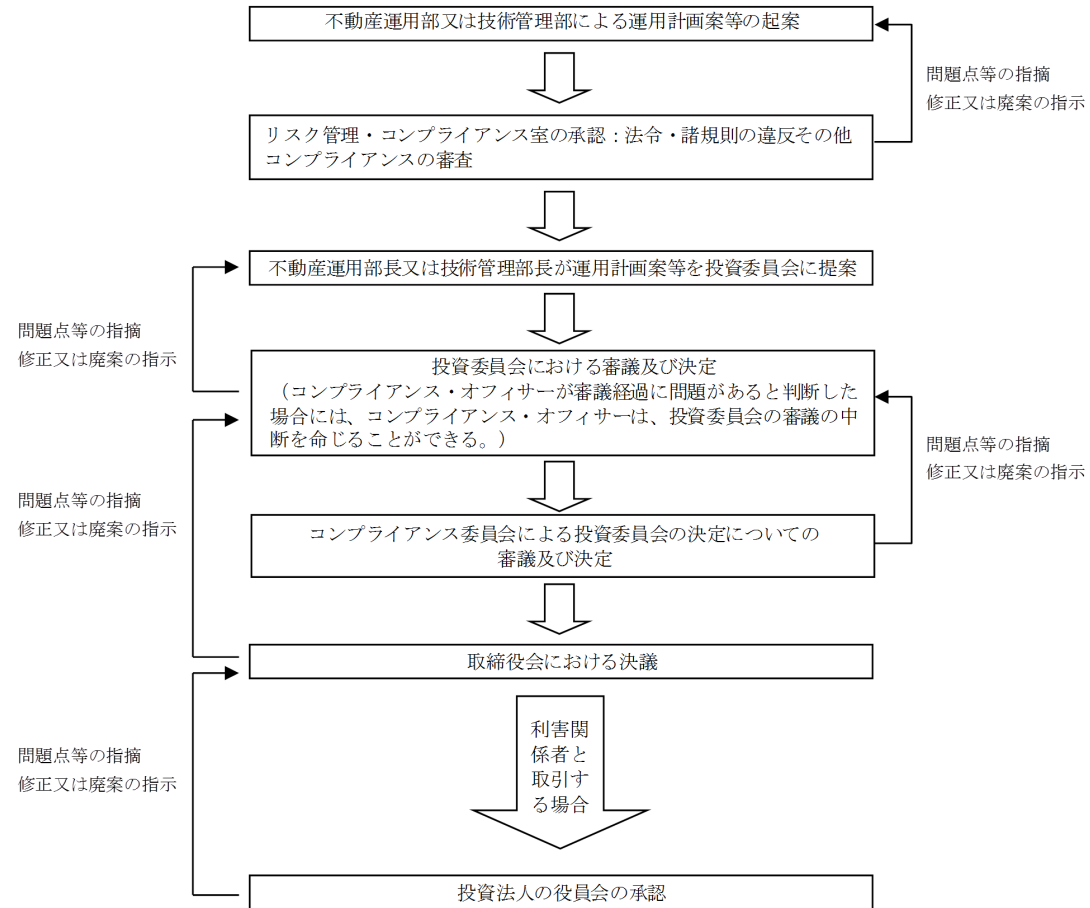 不動産運用部又は技術管理部による運用計画案等の起案
問題点等の指摘
修正又は廃案の指示
リスク管理・コンプライアンス室の承認：法令・諸規則の違反その他
コンプライアンスの審査
不動産運用部長又は技術管理部長が運用計画案等を投資委員会に提案
問題点等の指摘
修正又は廃案の指示
投資委員会における審議及び決定
（コンプライアンス・オフィサーが審議経過に問題があると判断した
場合には、コンプライアンス・オフィサーは、投資委員会の審議の中
断を命じることができる。）
問題点等の指摘
修正又は廃案の指示
問題点等の指摘
修正又は廃案の指示
コンプライアンス委員会による投資委員会の決定についての
審議及び決定
取締役会における決議
利害関
係者と
取引す
る場合
問題点等の指摘
修正又は廃案の指示
投資法人の役員会の承認